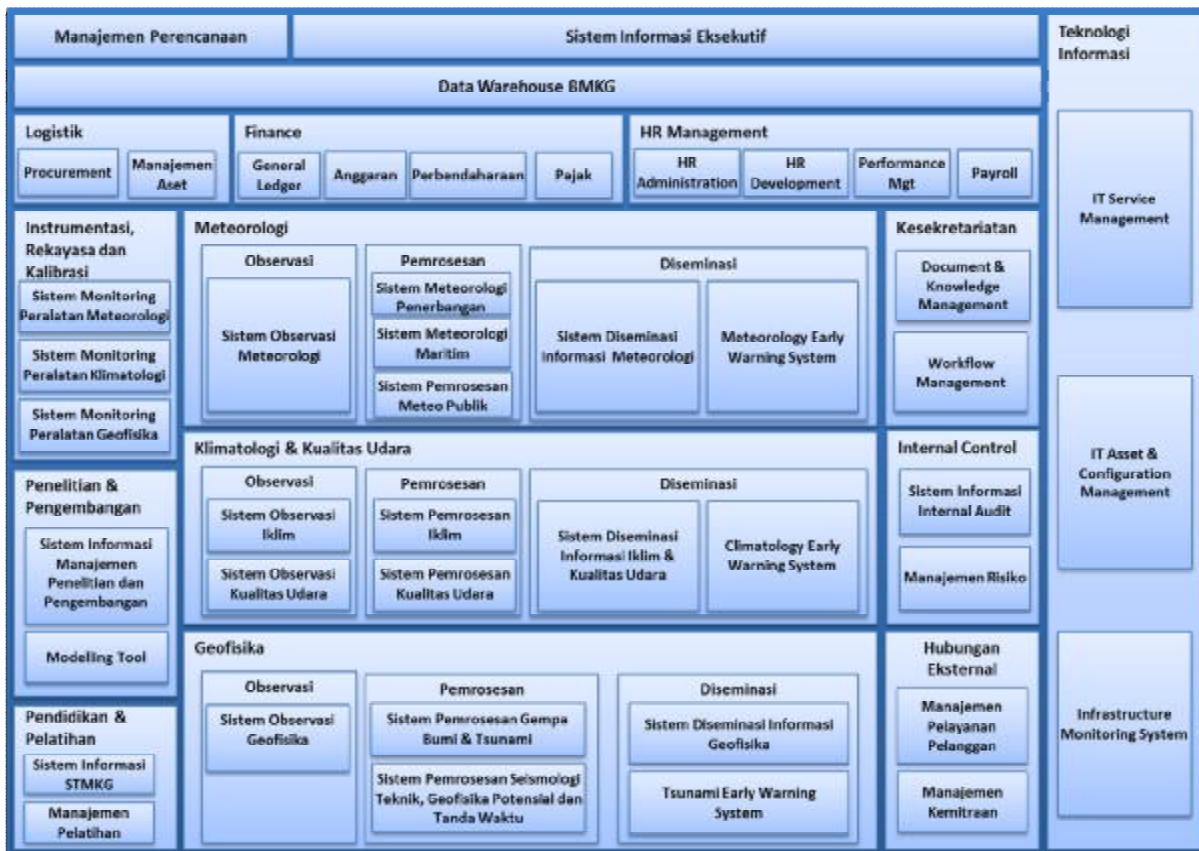 Manajemen Perencanaan
Sistem Informasi Eksekutif
Teknologi
Informasi
Data Warehouse BMKG
Logistik
Procurement
Manajemen
Aset
Finance
General
Ledger
Anggaran
Perbendaharaan
Pajak
HR Management
HR
Administration
HR
Development
Performance
Mgt
Payroll
IT Service
Management
IT Asset &
Configuration
Management
Infrastructure
Monitoring System
Instrumentasi,
Rekayasa dan
Kalibrasi
Sistem Monitoring
Peralatan Meteorologi
Sistem Monitoring
Peralatan Klimatologi
Sistem Monitoring
Peralatan Geofisika
Meteorologi
Observasi
Sistem Observasi
Meteorologi
Pemrosesan
Sistem Meteorologi
Penerbangan
Sistem Meteorologi
Maritim
Sistem Pemrosesan
Meteo Publik
Diseminasi
Sistem Diseminasi
Informasi Meteorologi
Meteorology Early
Warning System
Kesekretariatan
Document &
Knowledge
Management
Workflow
Management
Penelitian &
Pengembangan
Sistem Informasi
Manajemen
Penelitian dan
Pengembangan
Modelling Tool
Klimatologi & Kualitas Udara
Observasi
Sistem Observasi
Iklim
Sistem Observasi
Kualitas Udara
Pemrosesan
Sistem Pemrosesan
Iklim
Sistem Pemrosesan
Kualitas Udara
Diseminasi
Sistem Diseminasi
Informasi Iklim &
Kualitas Udara
Climatology Early
Warning System
Internal Control
Sistem Informasi
Internal Audit
Manajemen Risiko
Pendidikan &
Pelatihan
Sistem Informasi
STMKG
Manajemen
Pelatihan
Geofisika
Observasi
Sistem Observasi
Geofisika
Pemrosesan
Sistem Pemrosesan Gempa
Bumi & Tsunami
Sistem Pemrosesan Seismologi
Teknik, Geofisika Potensial dan
Tanda Waktu
Diseminasi
Sistem Diseminasi Informasi
Geofisika
Tsunami Early Warning
System
Hubungan
Eksternal
Manajemen
Pelayanan
Pelanggan
Manajemen
Kemitraan